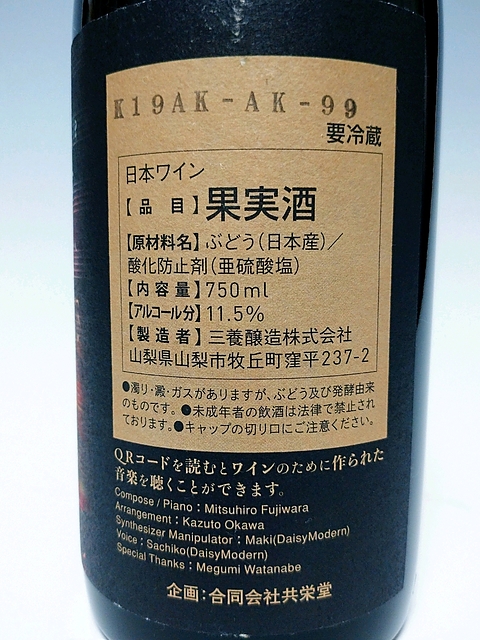 K19AK-AK-99
要冷蔵
日本ワイン
【品 目】果実酒
【原材料名】ぶどう(日本産)/
酸化防止剤(亜硫酸塩)
【内容量】750ml
【アルコール分】11.5%
【製造者】三養醸造株式会社
山梨県山梨市牧丘町窪平237-2
●濁り・澱・ガスがありますが、ぶどう及び発酵由来
のものです。●未成年者の飲酒は法律で禁止され
ております。●キャップの切り口にご注意ください。
QRコードを読むとワインのために作られた
音楽を聴くことができます。
Compose / Piano：Mitsuhiro Fujiwara
Arrangement：Kazuto Okawa
Synthesizer Manipulator：Maki(DaisyModern)
Voice：Sachiko(DaisyModern)
Special Thanks：Megumi Watanabe
企画：合同会社共栄堂